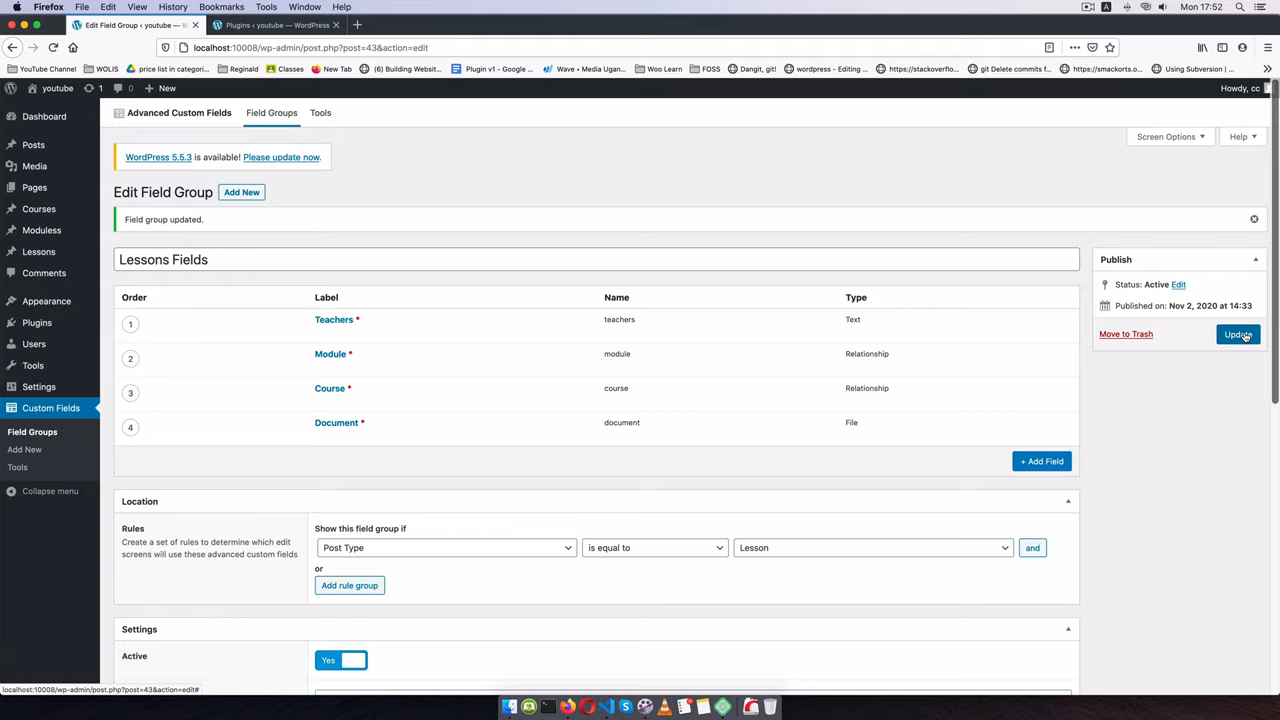 Firefox File Edit View History Bookmarks Tools Window Help Mon 17:52
Edit Field Group ‹ youtube — W Plugins ‹ youtube — WordPress
localhost:10008/wp-admin/post.php?post=43&action=edit
YouTube Channel WOLIS price list in categori... Reginald Classes New Tab (6) Building Websit... Plugin v1 - Google ... Wave • Media Ugan... Woo Learn FOSS Dangit, git! wordpress - Editing ... https://stackoverflo... git Delete commits f... https://smackorts.o... Using Subversion |...
youtube 1 0 New Howdy, cc
Advanced Custom Fields Field Groups Tools
Screen Options Help
WordPress 5.5.3 is available! Please update now.
Edit Field Group Add New
Field group updated.
Lessons Fields
Order Label Name Type
1 Teachers * teachers Text
2 Module * module Relationship
3 Course * course Relationship
4 Document * document File
+ Add Field
Location
Rules
Create a set of rules to determine which edit
screens will use these advanced custom fields
Show this field group if
Post Type is equal to Lesson and
or
Add rule group
Settings
Active
Yes
Publish
Status: Active Edit
Published on: Nov 2, 2020 at 14:33
Move to Trash Update
Dashboard
Posts
Media
Pages
Courses
Moduless
Lessons
Comments
Appearance
Plugins
Users
Tools
Settings
Custom Fields
Field Groups
Add New
Tools
Collapse menu
localhost:10008/wp-admin/post.php?post=43&action=edit#